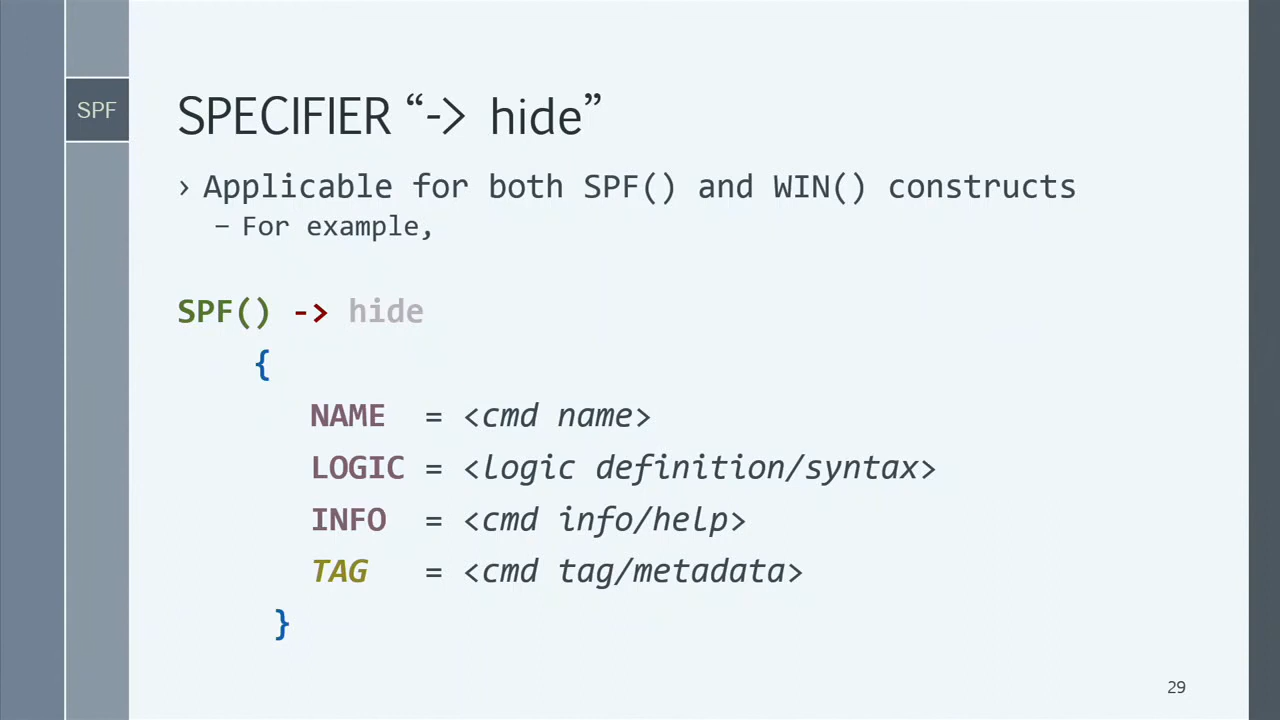 SPF
SPECIFIER “-> hide”
› Applicable for both SPF() and WIN() constructs
– For example,
SPF() -> hide
{
NAME = <cmd name>
LOGIC = <logic definition/syntax>
INFO = <cmd info/help>
TAG = <cmd tag/metadata>
}
29